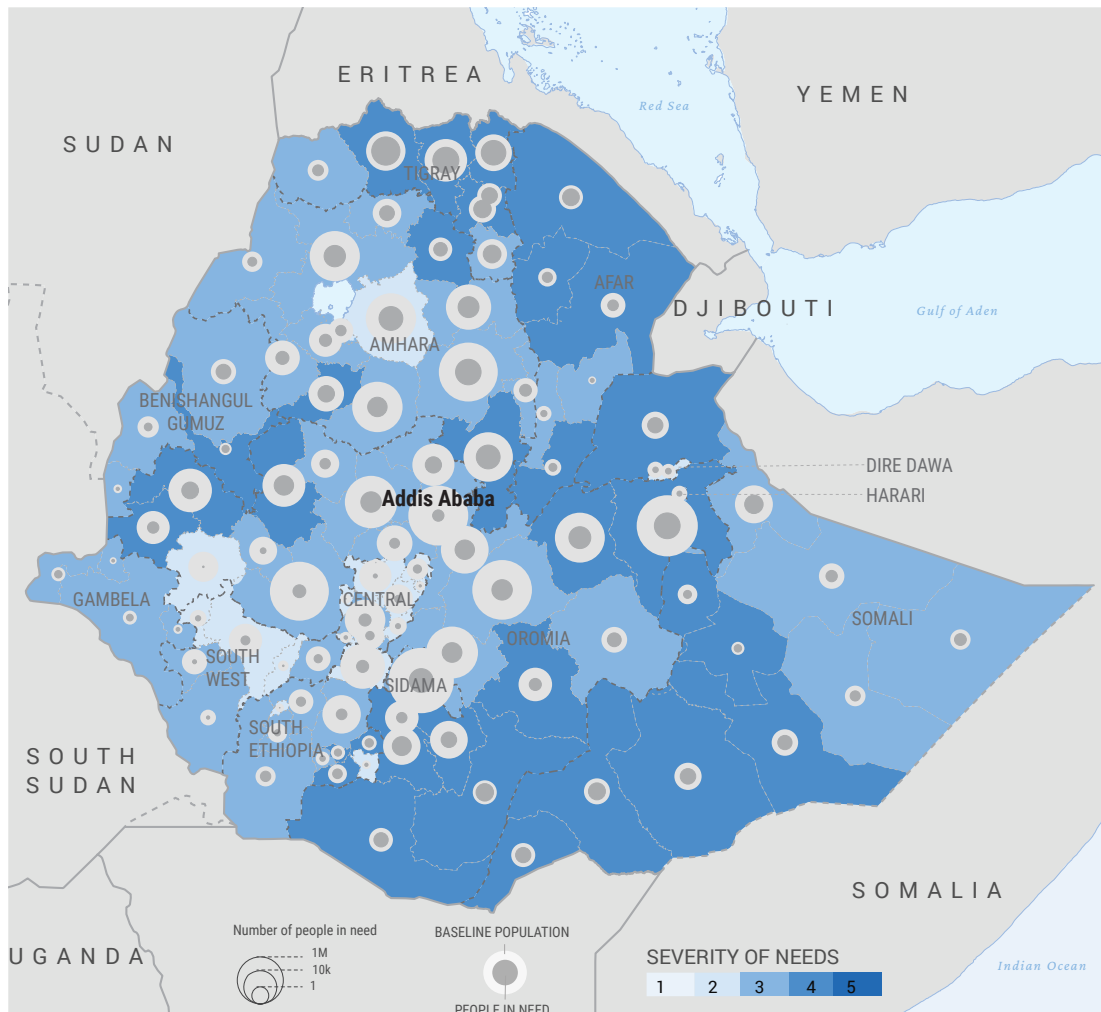 ERITREA
YEMEN
Red Sea
SUDAN
TIGRAY
AFAR
DJIBOUTI
Gulf of Aden
AMHARA
BENISHANGUL
GUMUZ
DIRE DAWA
HARARI
Addis Ababa
GAMBELA
CENTRAL
SOMALI
OROMIA
SOUTH
WEST
SIDAMA
SOUTH
ETHIOPIA
SOUTH
SUDAN
SOMALIA
UGANDA
Indian Ocean
Number of people in need
1M
10k
1
BASELINE POPULATION
PEOPLE IN NEED
SEVERITY OF NEEDS
1 2 3 4 5